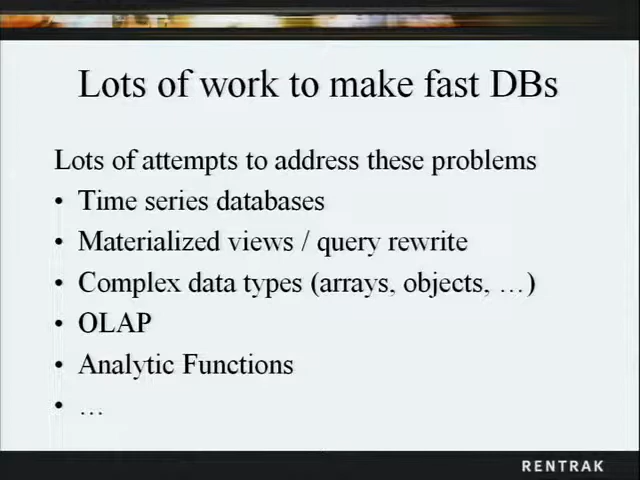 Lots of work to make fast DBs
Lots of attempts to address these problems
• Time series databases
• Materialized views / query rewrite
• Complex data types (arrays, objects, …)
• OLAP
• Analytic Functions
• …
RENTRAK